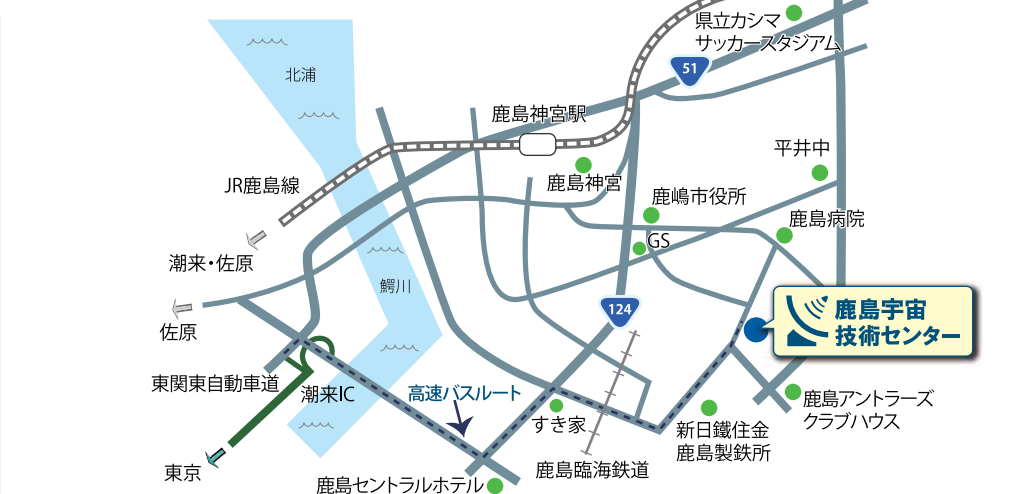 県立カシマ
サッカースタジアム
51
北浦
鹿島神宮駅
平井中
JR鹿島線
鹿島神宮
鹿嶋市役所
鹿島病院
GS
潮来・佐原
鰐川
佐原
124
鹿島宇宙
技術センター
東関東自動車道
潮来IC
高速バスルート
鹿島アントラーズ
クラブハウス
すき家
新日鐵住金
鹿島製鉄所
東京
鹿島臨海鉄道
鹿島セントラルホテル